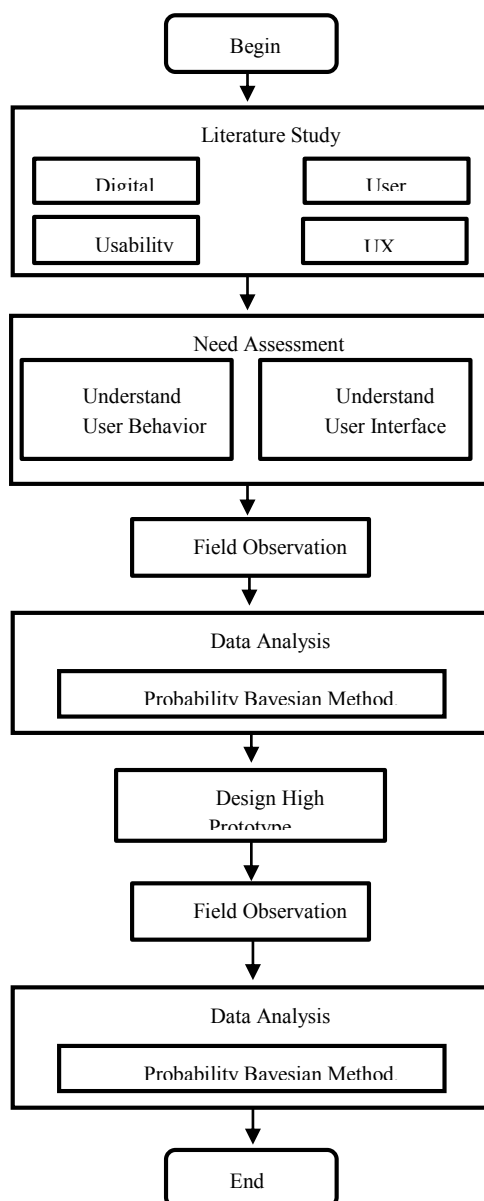 Begin
Literature Study
Digital
User
Usability
UX
Need Assessment
Understand
User Behavior
Understand
User Interface
Field Observation
Data Analysis
Probability Bayesian Method.
Design High
Prototype
Field Observation
Data Analysis
Probability Bayesian Method.
End